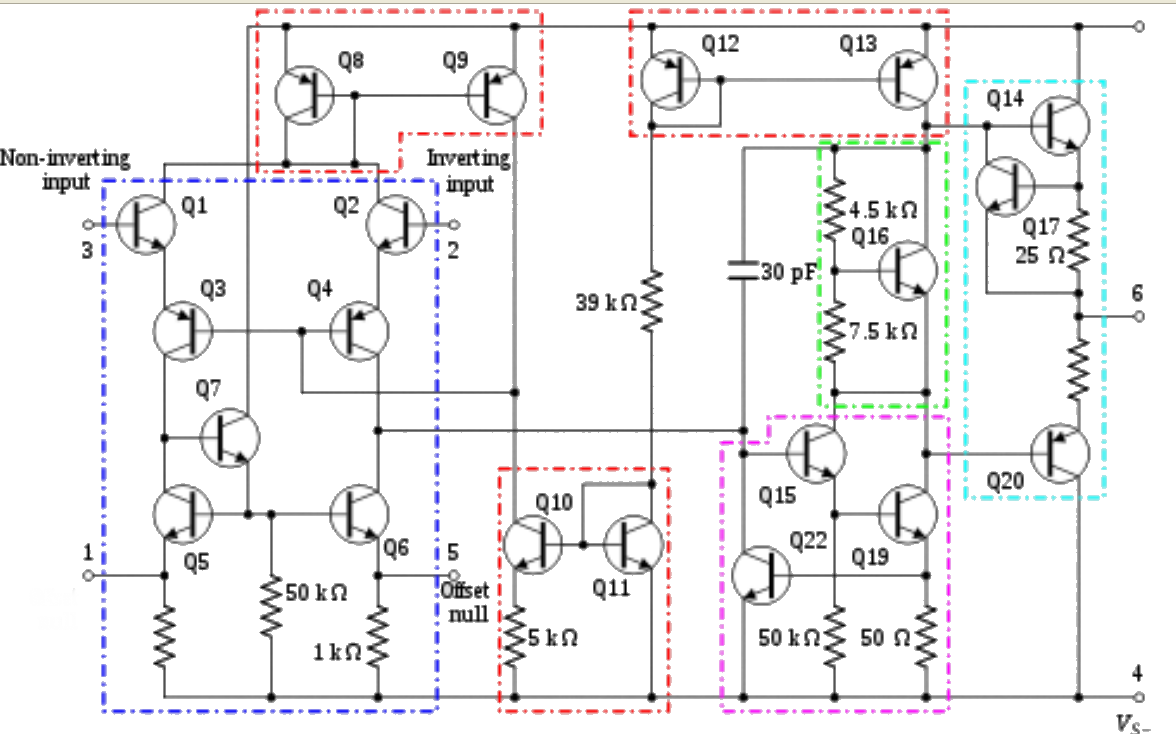 Q8
Q9
Q12
Q13
Q14
Non-inverting
input
Inverting
input
Q1
Q2
3
2
4.5 kΩ
Q16
Q17
25 Ω
Q3
Q4
39 kΩ
30 pF
6
7.5 kΩ
Q7
Q15
Q20
Q10
Q22
Q19
1
Q5
Q6
5
Q11
Offset
null
50 kΩ
1 kΩ
5 kΩ
50 kΩ
50 Ω
4
VS−